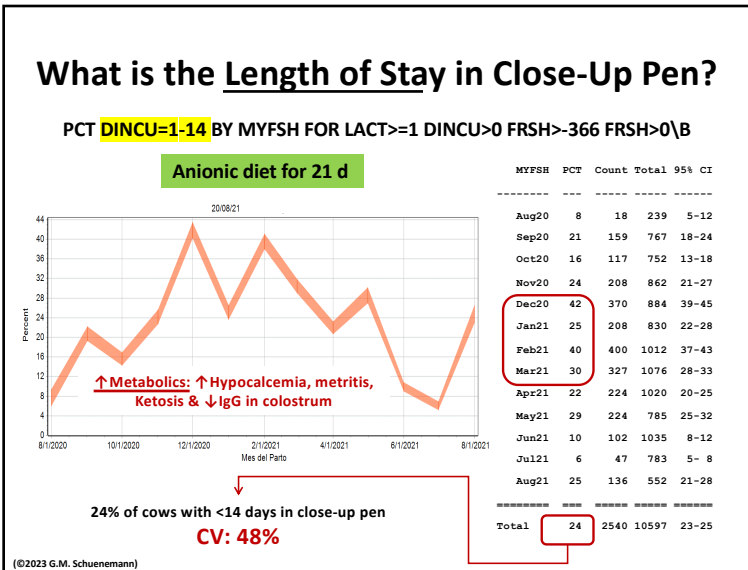 What is the Length of Stay in Close-Up Pen?
PCT DINCU=1-14 BY MYFSH FOR LACT>=1 DINCU>0 FRSH>-366 FRSH>0\B
Anionic diet for 21 d
20/08/21
44
40
36
32
28
24
20
16
12
8
4
0
Percent
↑Metabolics: ↑Hypocalcemia, metritis,
Ketosis & ↓IgG in colostrum
8/1/2020 10/1/2020 12/1/2020 2/1/2021 4/1/2021 6/1/2021 8/1/2021
Mes del Parto
24% of cows with <14 days in close-up pen
CV: 48%
MYFSH PCT Count Total 95% CI
-------- --- ----- ----- ------
Aug20 8 18 239 5-12
Sep20 21 159 767 18-24
Oct20 16 117 752 13-18
Nov20 24 208 862 21-27
Dec20 42 370 884 39-45
Jan21 25 208 830 22-28
Feb21 40 400 1012 37-43
Mar21 30 327 1076 28-33
Apr21 22 224 1020 20-25
May21 29 224 785 25-32
Jun21 10 102 1035 8-12
Jul21 6 47 783 5- 8
Aug21 25 136 552 21-28
======== === ===== ===== ======
Total 24 2540 10597 23-25
(©2023 G.M. Schuenemann)